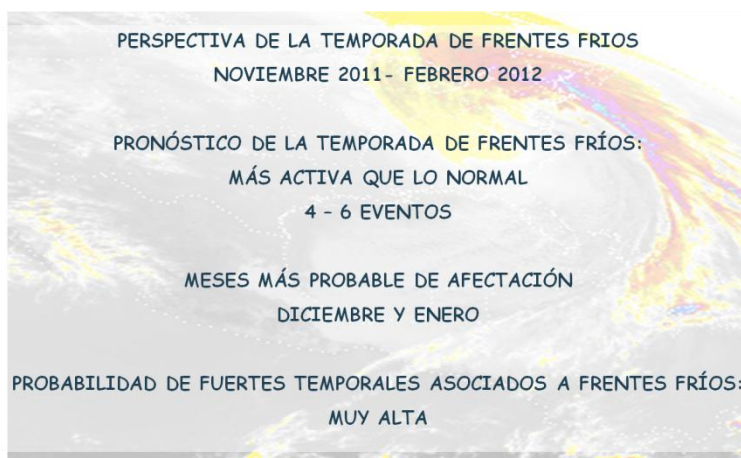 PERSPECTIVA DE LA TEMPORADA DE FRENTES FRIOS
NOVIEMBRE 2011- FEBRERO 2012
PRONÓSTICO DE LA TEMPORADA DE FRENTES FRÍOS:
MÁS ACTIVA QUE LO NORMAL
4 - 6 EVENTOS
MESES MÁS PROBABLE DE AFECTACIÓN
DICIEMBRE Y ENERO
PROBABILIDAD DE FUERTES TEMPORALES ASOCIADOS A FRENTES FRÍOS:
MUY ALTA